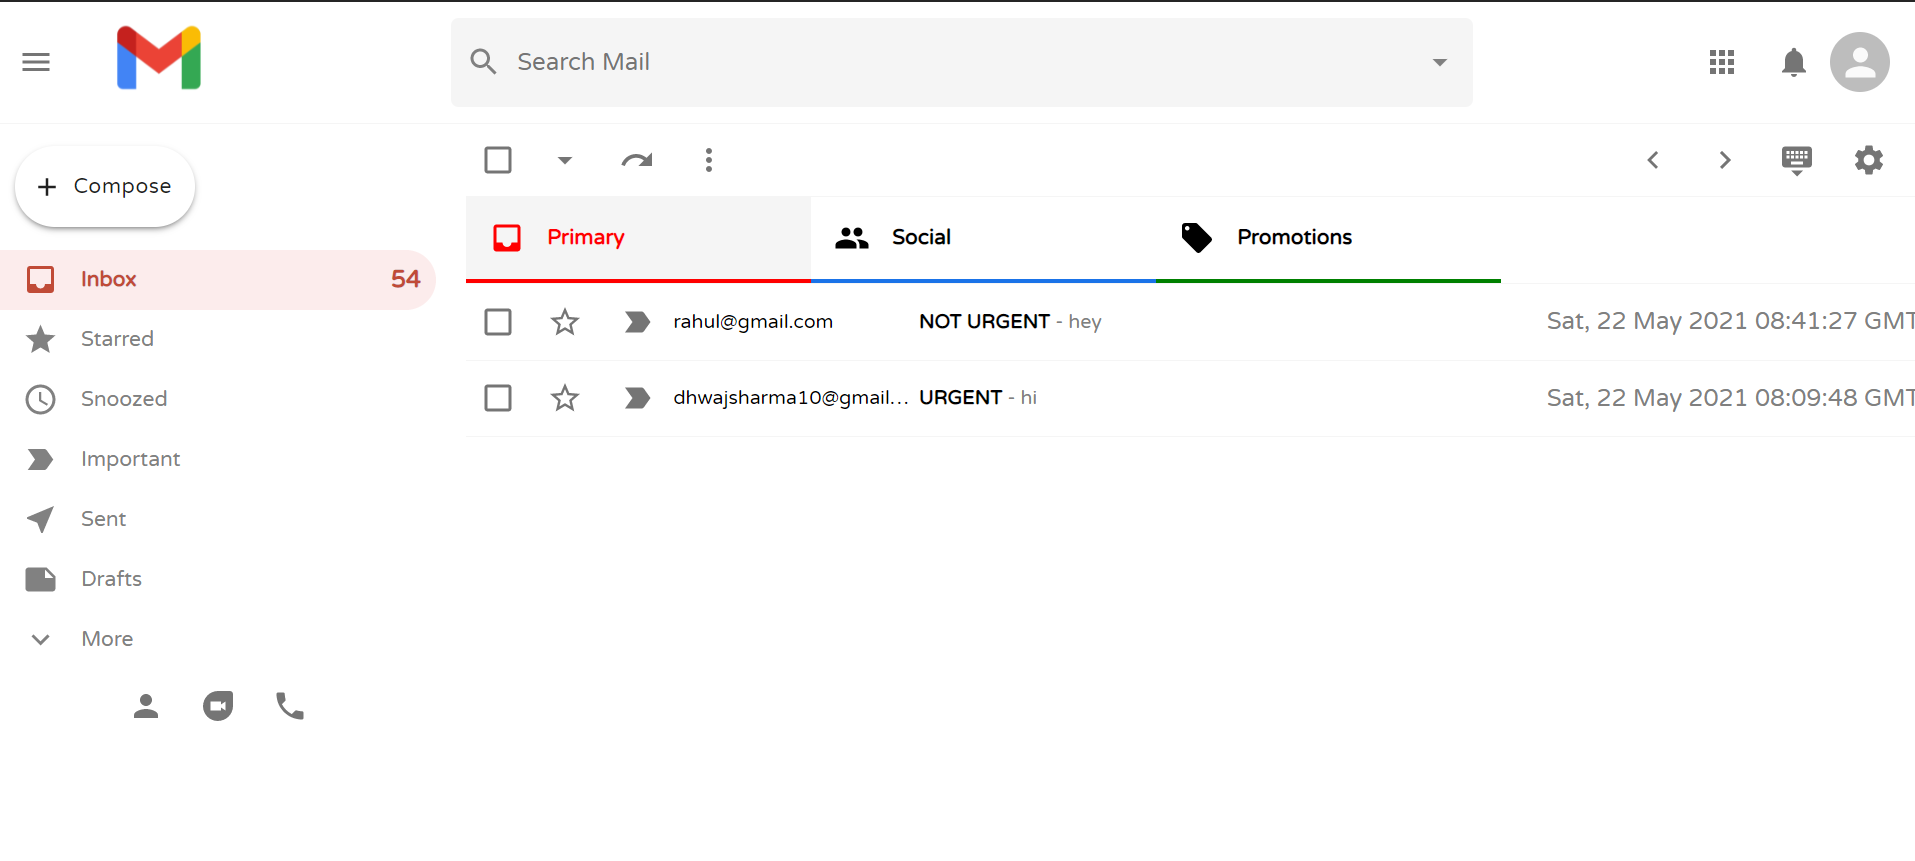 Search Mail
Compose
Inbox 54
Starred
Snoozed
Important
Sent
Drafts
More
Primary Social Promotions
rahul@gmail.com NOT URGENT - hey Sat, 22 May 2021 08:41:27 GMT
dhwajsharma10@gmail... URGENT - hi Sat, 22 May 2021 08:09:48 GMT